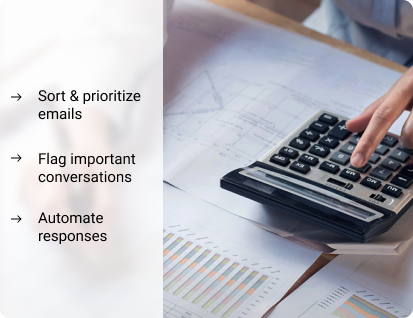 → Sort & prioritize
emails
→ Flag important
conversations
→ Automate
responses